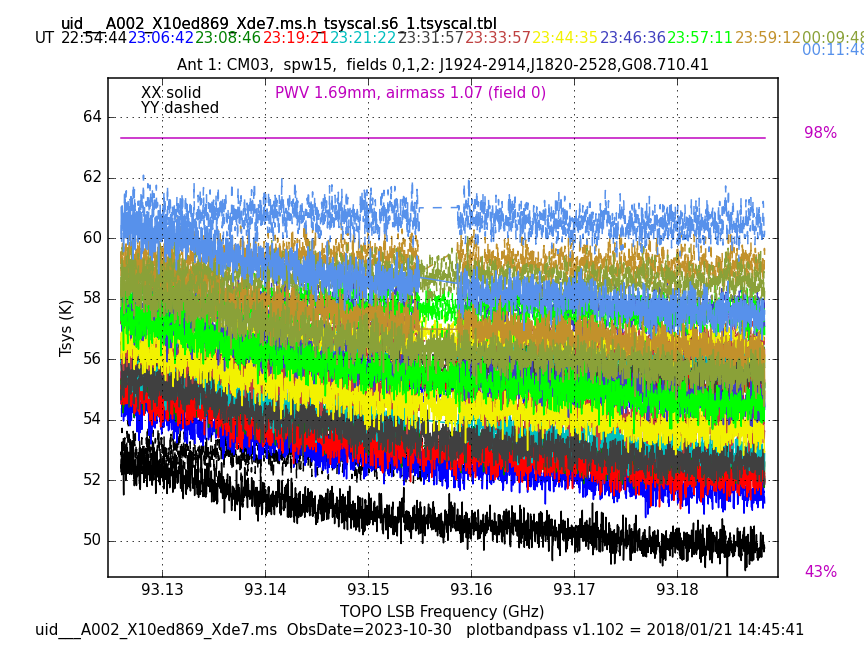 uid___A002_X10ed869_Xde7.ms.h_tsyscal.s6_1.tsyscal.tbl
UT 22:54:44 23:06:42 23:08:46 23:19:21 23:21:22 23:31:57 23:33:57 23:44:35 23:46:36 23:57:11 23:59:12 00:09:48
00:11:48
Ant 1: CM03, spw15, fields 0,1,2: J1924-2914,J1820-2528,G08.710.41
XX solid PWV 1.69mm, airmass 1.07 (field 0)
YY dashed
64
98%
62
60
58
56
54
52
50
Tsys (K)
43%
93.13 93.14 93.15 93.16 93.17 93.18
TOPO LSB Frequency (GHz)
uid___A002_X10ed869_Xde7.ms ObsDate=2023-10-30 plotbandpass v1.102 = 2018/01/21 14:45:41